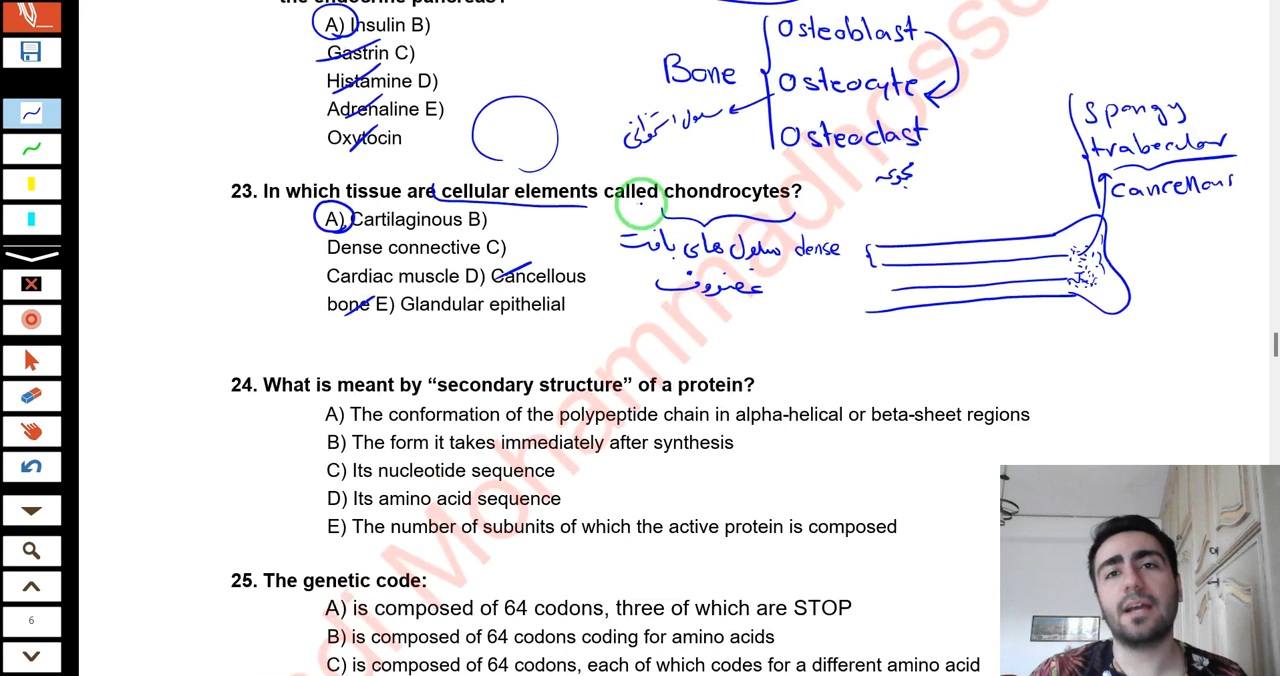 the endocrine pancreas?
A) Insulin B)
Gastrin C)
Histamine D)
Adrenaline E)
Oxytocin
Bone
Osteoblast
Osteocyte
Osteoclast
سلول استخوانی
spongy
trabecular
cancellous
23. In which tissue are cellular elements called chondrocytes?
A) Cartilaginous B)
Dense connective C)
Cardiac muscle D) Cancellous
bone E) Glandular epithelial
سلول های بافت
غضروف
dense
24. What is meant by “secondary structure” of a protein?
A) The conformation of the polypeptide chain in alpha-helical or beta-sheet regions
B) The form it takes immediately after synthesis
C) Its nucleotide sequence
D) Its amino acid sequence
E) The number of subunits of which the active protein is composed
25. The genetic code:
A) is composed of 64 codons, three of which are STOP
B) is composed of 64 codons coding for amino acids
C) is composed of 64 codons, each of which codes for a different amino acid
6